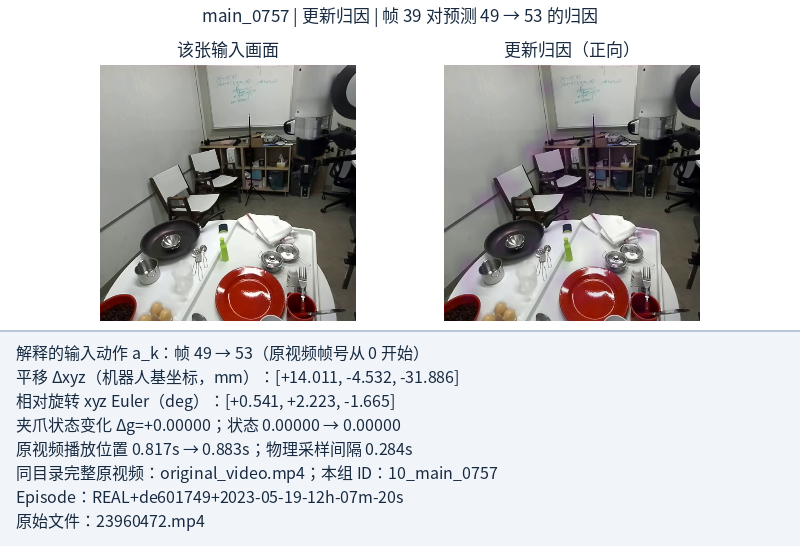 main_0757 | 更新归因 | 帧 39 对预测 49 → 53 的归因
该张输入画面
更新归因（正向）
解释的输入动作 a_k：帧 49 → 53（原视频帧号从 0 开始）
平移 Δxyz（机器人基坐标，mm）：[+14.011, -4.532, -31.886]
相对旋转 xyz Euler（deg）：[+0.541, +2.223, -1.665]
夹爪状态变化 Δg=+0.00000；状态 0.00000 → 0.00000
原视频播放位置 0.817s → 0.883s；物理采样间隔 0.284s
同目录完整原视频：original_video.mp4；本组 ID：10_main_0757
Episode：REAL+de601749+2023-05-19-12h-07m-20s
原始文件：23960472.mp4